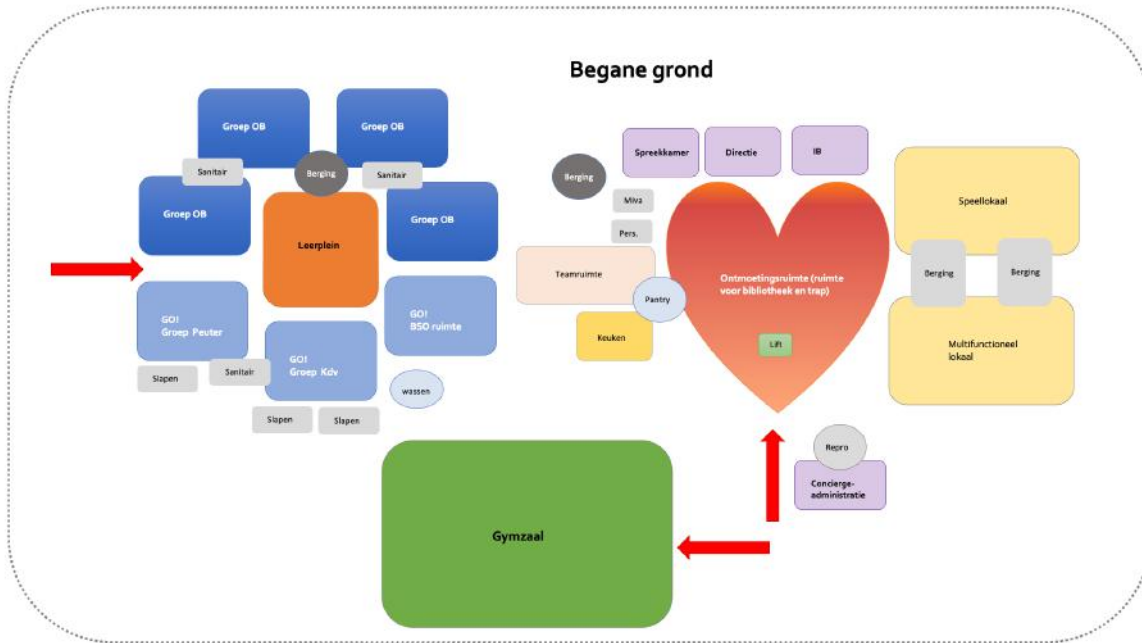 Begane grond
Groep OB
Groep OB
Sanitair
Berging
Sanitair
Groep OB
Groep OB
Leerplein
GO!
Groep Peuter
GO!
BSO ruimte
GO!
Groep Kdv
Slapen
Sanitair
wassen
Slapen
Slapen
Spreekkamer
Directie
IB
Berging
Miva
Pers.
Teamruimte
Pantry
Keuken
Ontmoetingsruimte (ruimte
voor bibliotheek en trap)
Lift
Speellokaal
Berging
Berging
Multifunctioneel
lokaal
Repro
Concierge-
administratie
Gymzaal